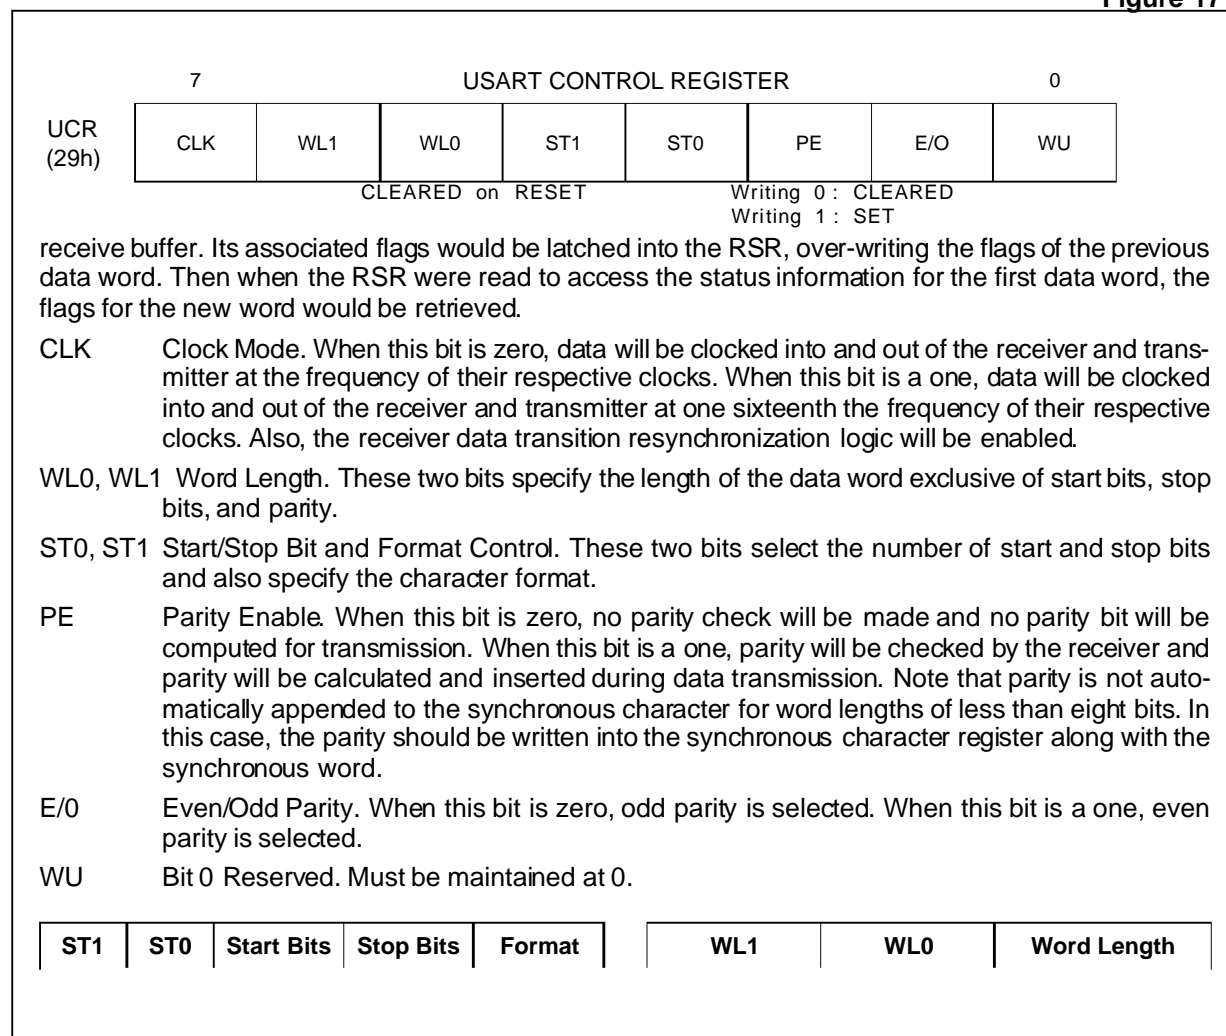 Figure 17
7 USART CONTROL REGISTER 0
UCR
(29h)
CLK WL1 WL0 ST1 ST0 PE E/O WU
CLEARED on RESET Writing 0 : CLEARED
Writing 1 : SET
receive buffer. Its associated flags would be latched into the RSR, over-writing the flags of the previous
data word. Then when the RSR were read to access the status information for the first data word, the
flags for the new word would be retrieved.
CLK Clock Mode. When this bit is zero, data will be clocked into and out of the receiver and trans-
mitter at the frequency of their respective clocks. When this bit is a one, data will be clocked
into and out of the receiver and transmitter at one sixteenth the frequency of their respective
clocks. Also, the receiver data transition resynchronization logic will be enabled.
WL0, WL1 Word Length. These two bits specify the length of the data word exclusive of start bits, stop
bits, and parity.
ST0, ST1 Start/Stop Bit and Format Control. These two bits select the number of start and stop bits
and also specify the character format.
PE Parity Enable. When this bit is zero, no parity check will be made and no parity bit will be
computed for transmission. When this bit is a one, parity will be checked by the receiver and
parity will be calculated and inserted during data transmission. Note that parity is not auto-
matically appended to the synchronous character for word lengths of less than eight bits. In
this case, the parity should be written into the synchronous character register along with the
synchronous word.
E/0 Even/Odd Parity. When this bit is zero, odd parity is selected. When this bit is a one, even
parity is selected.
WU Bit 0 Reserved. Must be maintained at 0.
ST1 ST0 Start Bits Stop Bits Format WL1 WL0 Word Length